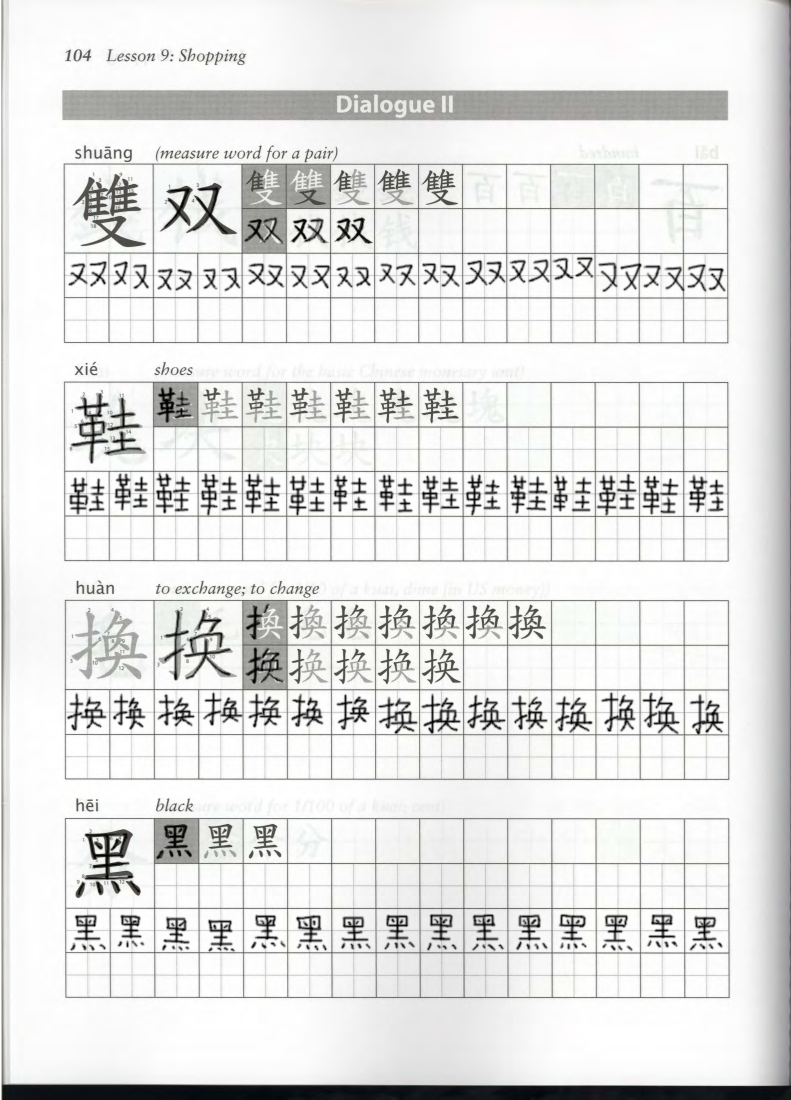 104 Lesson 9: Shopping
Dialogue II
shuāng (measure word for a pair)
雙 双 雙 雙 雙 雙 雙
双 双 双
双 双 双 双 双 双 双 双 双 双 双 双 双 双 双
xié shoes
鞋 鞋 鞋 鞋 鞋 鞋 鞋 鞋
鞋 鞋 鞋 鞋 鞋 鞋 鞋 鞋 鞋 鞋 鞋 鞋 鞋 鞋 鞋
huàn to exchange; to change
換 换 換 換 換 換 換 換 換
换 换 换 换 换
换 换 换 换 换 换 换 换 换 换 换 换 换 换 换
hēi black
黑 黑 黑 黑
黑 黑 黑 黑 黑 黑 黑 黑 黑 黑 黑 黑 黑 黑 黑